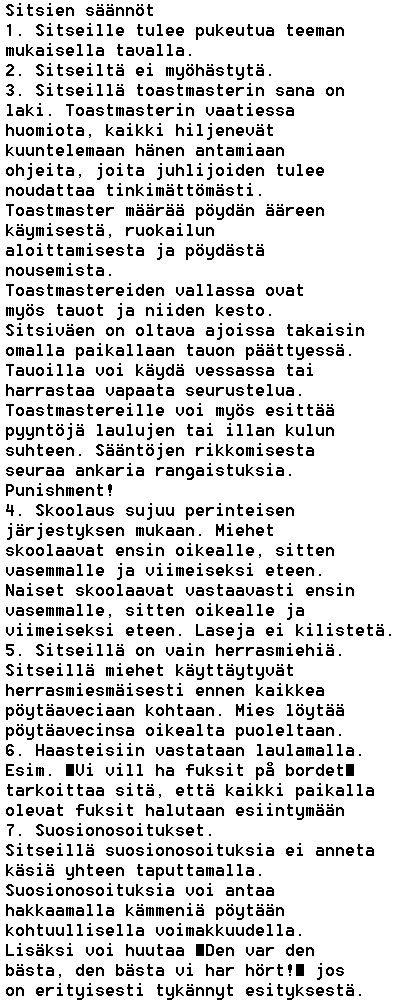 Sitsien säännöt
1. Sitseille tulee pukeutua teeman
mukaisella tavalla.
2. Sitseiltä ei myöhästytä.
3. Sitseillä toastmasterin sana on
laki. Toastmasterin vaatiessa
huomiota, kaikki hiljenevät
kuuntelemaan hänen antamiaan
ohjeita, joita juhlijoiden tulee
noudattaa tinkimättömästi.
Toastmaster määrää pöydän ääreen
käymisestä, ruokailun
aloittamisesta ja pöydästä
nousemista.
Toastmastereiden vallassa ovat
myös tauot ja niiden kesto.
Sitsiväen on oltava ajoissa takaisin
omalla paikallaan tauon päättyessä.
Tauoilla voi käydä vessassa tai
harrastaa vapaata seurustelua.
Toastmastereille voi myös esittää
pyyntöjä laulujen tai illan kulun
suhteen. Sääntöjen rikkomisesta
seuraa ankaria rangaistuksia.
Punishment!
4. Skoolaus sujuu perinteisen
järjestyksen mukaan. Miehet
skoolaavat ensin oikealle, sitten
vasemmalle ja viimeiseksi eteen.
Naiset skoolaavat vastaavasti ensin
vasemmalle, sitten oikealle ja
viimeiseksi eteen. Laseja ei kilistetä.
5. Sitseillä on vain herrasmiehiä.
Sitseillä miehet käyttäytyvät
herrasmiesmäisesti ennen kaikkea
pöytäaveciaan kohtaan. Mies löytää
pöytäavecinsa oikealta puoleltaan.
6. Haasteisiin vastataan laulamalla.
Esim. ∎Vi vill ha fuksit på bordet∎
tarkoittaa sitä, että kaikki paikalla
olevat fuksit halutaan esiintymään
7. Suosionosoitukset.
Sitseillä suosionosoituksia ei anneta
käsiä yhteen taputtamalla.
Suosionosoituksia voi antaa
hakkaamalla kämmeniä pöytään
kohtuullisella voimakkuudella.
Lisäksi voi huutaa ∎Den var den
bästa, den bästa vi har hört!∎ jos
on erityisesti tykännyt esityksestä.